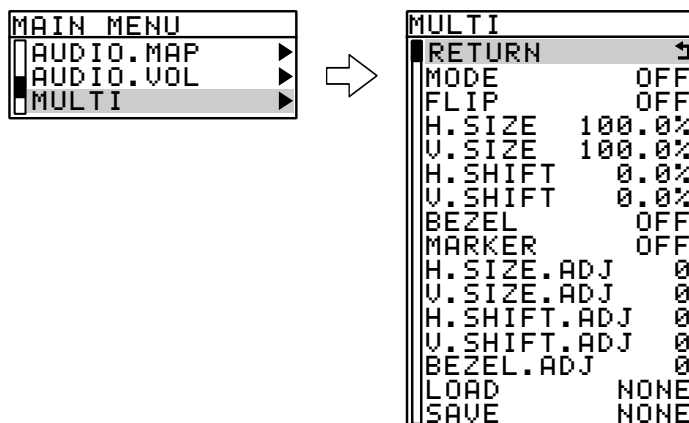 MAIN MENU
AUDIO.MAP ▶
AUDIO.VOL ▶
MULTI ▶
MULTI
RETURN ↰
MODE OFF
FLIP OFF
H.SIZE 100.0%
V.SIZE 100.0%
H.SHIFT 0.0%
V.SHIFT 0.0%
BEZEL OFF
MARKER OFF
H.SIZE.ADJ 0
V.SIZE.ADJ 0
H.SHIFT.ADJ 0
V.SHIFT.ADJ 0
BEZEL.ADJ 0
LOAD NONE
SAVE NONE